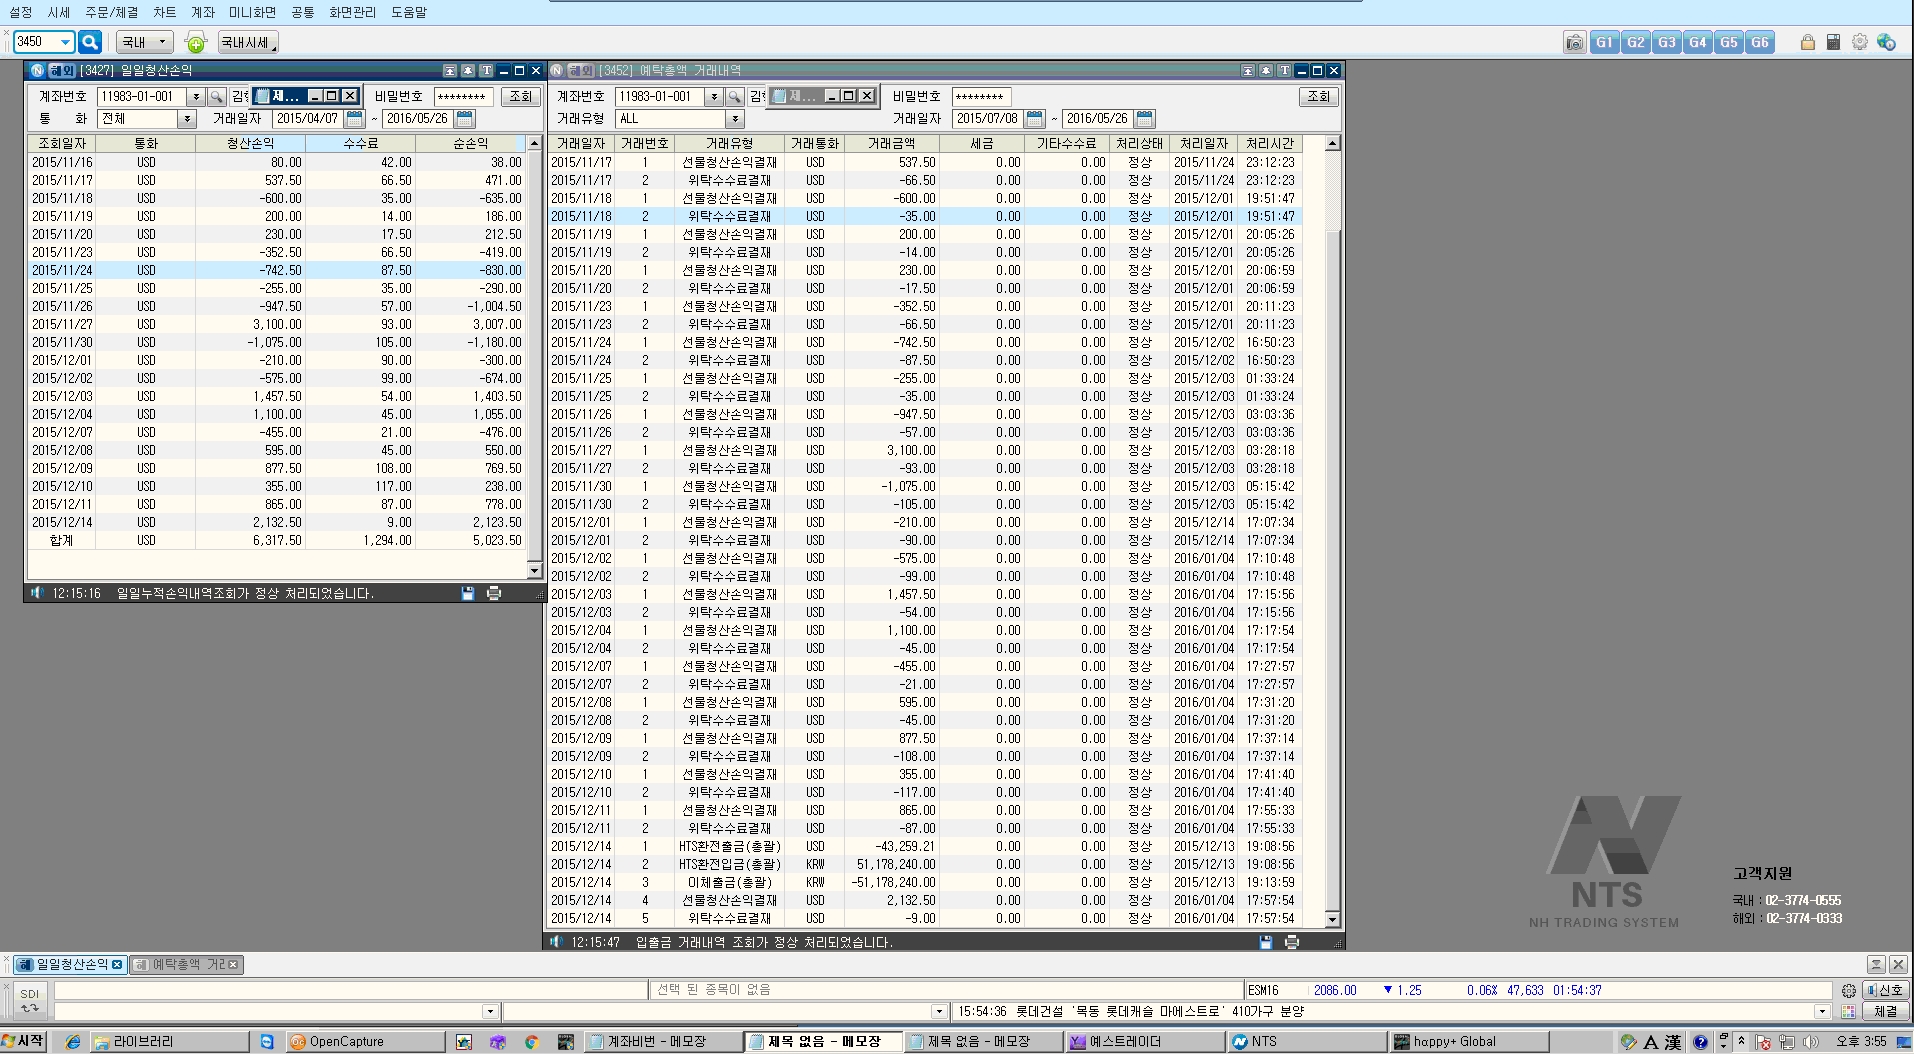 설정 시세 주문/체결 차트 계좌 미니화면 공통 화면관리 도움말
3450 국내 국내시세 G1 G2 G3 G4 G5 G6
해외 [3427] 일일청산손익
계좌번호 11983-01-001 제... 비밀번호 ******** 조회
통 화 전체 거래일자 2015/04/07 ~ 2016/05/26
조회일자 통화 청산손익 수수료 순손익
2015/11/16 USD 80.00 42.00 38.00
2015/11/17 USD 537.50 66.50 471.00
2015/11/18 USD -600.00 35.00 -635.00
2015/11/19 USD 200.00 14.00 186.00
2015/11/20 USD 230.00 17.50 212.50
2015/11/23 USD -352.50 66.50 -419.00
2015/11/24 USD -742.50 87.50 -830.00
2015/11/25 USD -255.00 35.00 -290.00
2015/11/26 USD -947.50 57.00 -1,004.50
2015/11/27 USD 3,100.00 93.00 3,007.00
2015/11/30 USD -1,075.00 105.00 -1,180.00
2015/12/01 USD -210.00 90.00 -300.00
2015/12/02 USD -575.00 99.00 -674.00
2015/12/03 USD 1,457.50 54.00 1,403.50
2015/12/04 USD 1,100.00 45.00 1,055.00
2015/12/07 USD -455.00 21.00 -476.00
2015/12/08 USD 595.00 45.00 550.00
2015/12/09 USD 877.50 108.00 769.50
2015/12/10 USD 355.00 117.00 238.00
2015/12/11 USD 865.00 87.00 778.00
2015/12/14 USD 2,132.50 9.00 2,123.50
합계 USD 6,317.50 1,294.00 5,023.50
12:15:16 일일누적손익내역조회가 정상 처리되었습니다.
해외 [3452] 예탁총액 거래내역
계좌번호 11983-01-001 제... 비밀번호 ******** 조회
거래유형 ALL 거래일자 2015/07/08 ~ 2016/05/26
거래일자 거래번호 거래유형 거래통화 거래금액 세금 기타수수료 처리상태 처리일자 처리시간
2015/11/17 1 선물청산손익결재 USD 537.50 0.00 0.00 정상 2015/11/24 23:12:23
2015/11/17 2 위탁수수료결재 USD -66.50 0.00 0.00 정상 2015/11/24 23:12:23
2015/11/18 1 선물청산손익결재 USD -600.00 0.00 0.00 정상 2015/12/01 19:51:47
2015/11/18 2 위탁수수료결재 USD -35.00 0.00 0.00 정상 2015/12/01 19:51:47
2015/11/19 1 선물청산손익결재 USD 200.00 0.00 0.00 정상 2015/12/01 20:05:26
2015/11/19 2 위탁수수료결재 USD -14.00 0.00 0.00 정상 2015/12/01 20:05:26
2015/11/20 1 선물청산손익결재 USD 230.00 0.00 0.00 정상 2015/12/01 20:06:59
2015/11/20 2 위탁수수료결재 USD -17.50 0.00 0.00 정상 2015/12/01 20:06:59
2015/11/23 1 선물청산손익결재 USD -352.50 0.00 0.00 정상 2015/12/01 20:11:23
2015/11/23 2 위탁수수료결재 USD -66.50 0.00 0.00 정상 2015/12/01 20:11:23
2015/11/24 1 선물청산손익결재 USD -742.50 0.00 0.00 정상 2015/12/02 16:50:23
2015/11/24 2 위탁수수료결재 USD -87.50 0.00 0.00 정상 2015/12/02 16:50:23
2015/11/25 1 선물청산손익결재 USD -255.00 0.00 0.00 정상 2015/12/03 01:33:24
2015/11/25 2 위탁수수료결재 USD -35.00 0.00 0.00 정상 2015/12/03 01:33:24
2015/11/26 1 선물청산손익결재 USD -947.50 0.00 0.00 정상 2015/12/03 03:03:36
2015/11/26 2 위탁수수료결재 USD -57.00 0.00 0.00 정상 2015/12/03 03:03:36
2015/11/27 1 선물청산손익결재 USD 3,100.00 0.00 0.00 정상 2015/12/03 03:28:18
2015/11/27 2 위탁수수료결재 USD -93.00 0.00 0.00 정상 2015/12/03 03:28:18
2015/11/30 1 선물청산손익결재 USD -1,075.00 0.00 0.00 정상 2015/12/03 05:15:42
2015/11/30 2 위탁수수료결재 USD -105.00 0.00 0.00 정상 2015/12/03 05:15:42
2015/12/01 1 선물청산손익결재 USD -210.00 0.00 0.00 정상 2015/12/14 17:07:34
2015/12/01 2 위탁수수료결재 USD -90.00 0.00 0.00 정상 2015/12/14 17:07:34
2015/12/02 1 선물청산손익결재 USD -575.00 0.00 0.00 정상 2016/01/04 17:10:48
2015/12/02 2 위탁수수료결재 USD -99.00 0.00 0.00 정상 2016/01/04 17:10:48
2015/12/03 1 선물청산손익결재 USD 1,457.50 0.00 0.00 정상 2016/01/04 17:15:56
2015/12/03 2 위탁수수료결재 USD -54.00 0.00 0.00 정상 2016/01/04 17:15:56
2015/12/04 1 선물청산손익결재 USD 1,100.00 0.00 0.00 정상 2016/01/04 17:17:54
2015/12/04 2 위탁수수료결재 USD -45.00 0.00 0.00 정상 2016/01/04 17:17:54
2015/12/07 1 선물청산손익결재 USD -455.00 0.00 0.00 정상 2016/01/04 17:27:57
2015/12/07 2 위탁수수료결재 USD -21.00 0.00 0.00 정상 2016/01/04 17:27:57
2015/12/08 1 선물청산손익결재 USD 595.00 0.00 0.00 정상 2016/01/04 17:31:20
2015/12/08 2 위탁수수료결재 USD -45.00 0.00 0.00 정상 2016/01/04 17:31:20
2015/12/09 1 선물청산손익결재 USD 877.50 0.00 0.00 정상 2016/01/04 17:37:14
2015/12/09 2 위탁수수료결재 USD -108.00 0.00 0.00 정상 2016/01/04 17:37:14
2015/12/10 1 선물청산손익결재 USD 355.00 0.00 0.00 정상 2016/01/04 17:41:40
2015/12/10 2 위탁수수료결재 USD -117.00 0.00 0.00 정상 2016/01/04 17:41:40
2015/12/11 1 선물청산손익결재 USD 865.00 0.00 0.00 정상 2016/01/04 17:55:33
2015/12/11 2 위탁수수료결재 USD -87.00 0.00 0.00 정상 2016/01/04 17:55:33
2015/12/14 1 HTS환전출금(총괄) USD -43,259.21 0.00 0.00 정상 2015/12/13 19:08:56
2015/12/14 2 HTS환전입금(총괄) KRW 51,178,240.00 0.00 0.00 정상 2015/12/13 19:08:56
2015/12/14 3 이체출금(총괄) KRW -51,178,240.00 0.00 0.00 정상 2015/12/13 19:13:59
2015/12/14 4 선물청산손익결재 USD 2,132.50 0.00 0.00 정상 2016/01/04 17:57:54
2015/12/14 5 위탁수수료결재 USD -9.00 0.00 0.00 정상 2016/01/04 17:57:54
12:15:47 입출금 거래내역 조회가 정상 처리되었습니다.
NTS
NH TRADING SYSTEM
고객지원
국내 : 02-3774-0555
해외 : 02-3774-0333
해 일일청산손익 해 예탁총액 거래
SDI 선택 된 종목이 없음 ESM16 2086.00 ▼ 1.25 0.06% 47,633 01:54:37 신호
15:54:36 롯데건설 '목동 롯데캐슬 마에스트로' 410가구 분양 체결
시작 라이브러리 OpenCapture 계좌비번 - 메모장 제목 없음 - 메모장 제목 없음 - 메모장 예스트레이더 NTS happy+ Global A 漢 오후 3:55